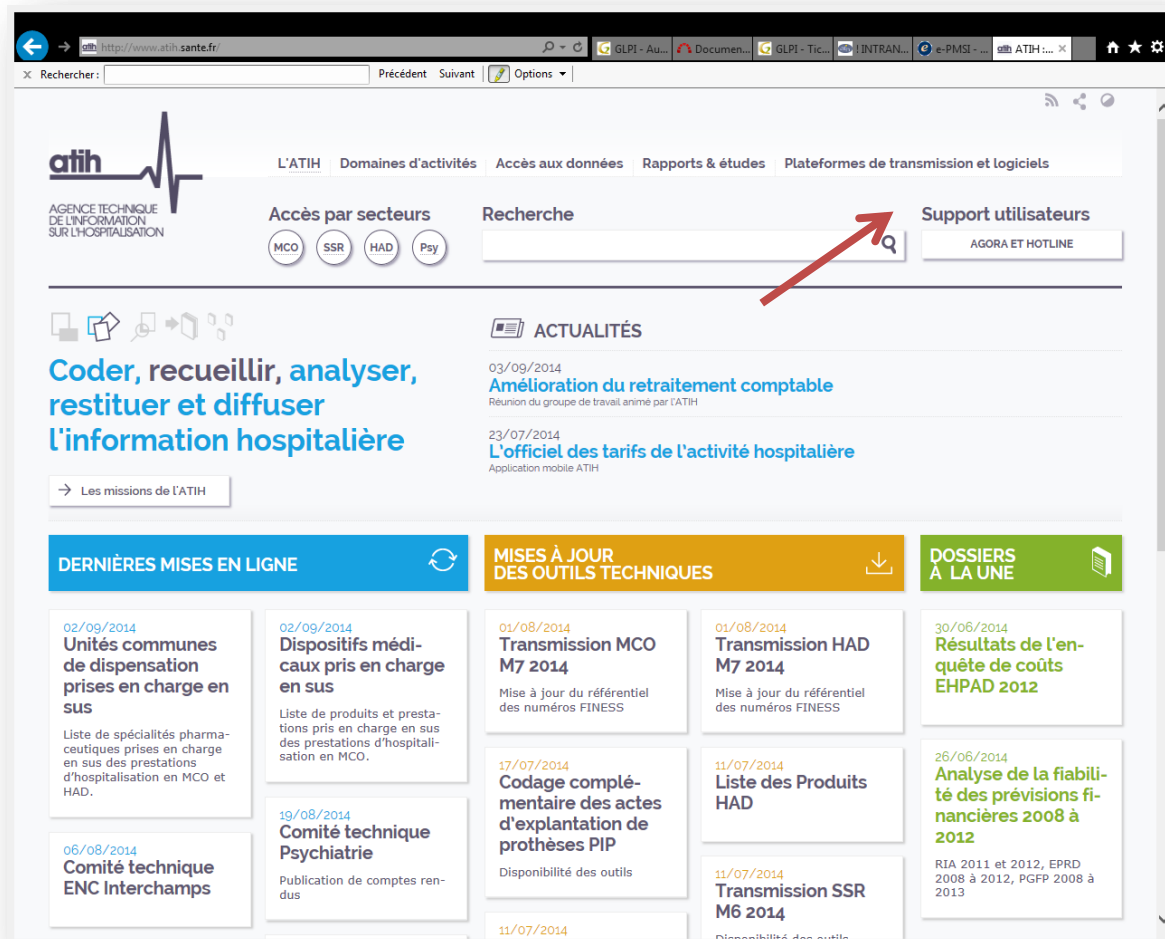 http://www.atih.sante.fr/
GLPI - Au...
Documen...
GLPI - Tic...
! INTRAN...
e-PMSI - ...
ATIH :...
x Rechercher :
Précédent Suivant
Options
atih
AGENCE TECHNIQUE
DE L'INFORMATION
SUR L'HOSPITALISATION
L'ATIH
Domaines d'activités
Accès aux données
Rapports & études
Plateformes de transmission et logiciels
Accès par secteurs
MCO
SSR
HAD
Psy
Recherche
Support utilisateurs
AGORA ET HOTLINE
Coder, recueillir, analyser,
restituer et diffuser
l'information hospitalière
→ Les missions de l'ATIH
ACTUALITÉS
03/09/2014
Amélioration du retraitement comptable
Réunion du groupe de travail animé par l'ATIH
23/07/2014
L'officiel des tarifs de l'activité hospitalière
Application mobile ATIH
DERNIÈRES MISES EN LIGNE
02/09/2014
Unités communes
de dispensation
prises en charge en
sus
Liste de spécialités pharma-
ceutiques prises en charge
en sus des prestations
d'hospitalisation en MCO et
HAD.
06/08/2014
Comité technique
ENC Interchamps
02/09/2014
Dispositifs médi-
caux pris en charge
en sus
Liste de produits et presta-
tions pris en charge en sus
des prestations d'hospitali-
sation en MCO.
19/08/2014
Comité technique
Psychiatrie
Publication de comptes ren-
dus
MISES À JOUR
DES OUTILS TECHNIQUES
01/08/2014
Transmission MCO
M7 2014
Mise à jour du référentiel
des numéros FINESS
17/07/2014
Codage complé-
mentaire des actes
d'explantation de
prothèses PIP
Disponibilité des outils
11/07/2014
01/08/2014
Transmission HAD
M7 2014
Mise à jour du référentiel
des numéros FINESS
11/07/2014
Liste des Produits
HAD
11/07/2014
Transmission SSR
M6 2014
Disponibilité des outils
DOSSIERS
À LA UNE
30/06/2014
Résultats de l'en-
quête de coûts
EHPAD 2012
26/06/2014
Analyse de la fiabili-
té des prévisions fi-
nancières 2008 à
2012
RIA 2011 et 2012, EPRD
2008 à 2012, PGFP 2008 à
2013